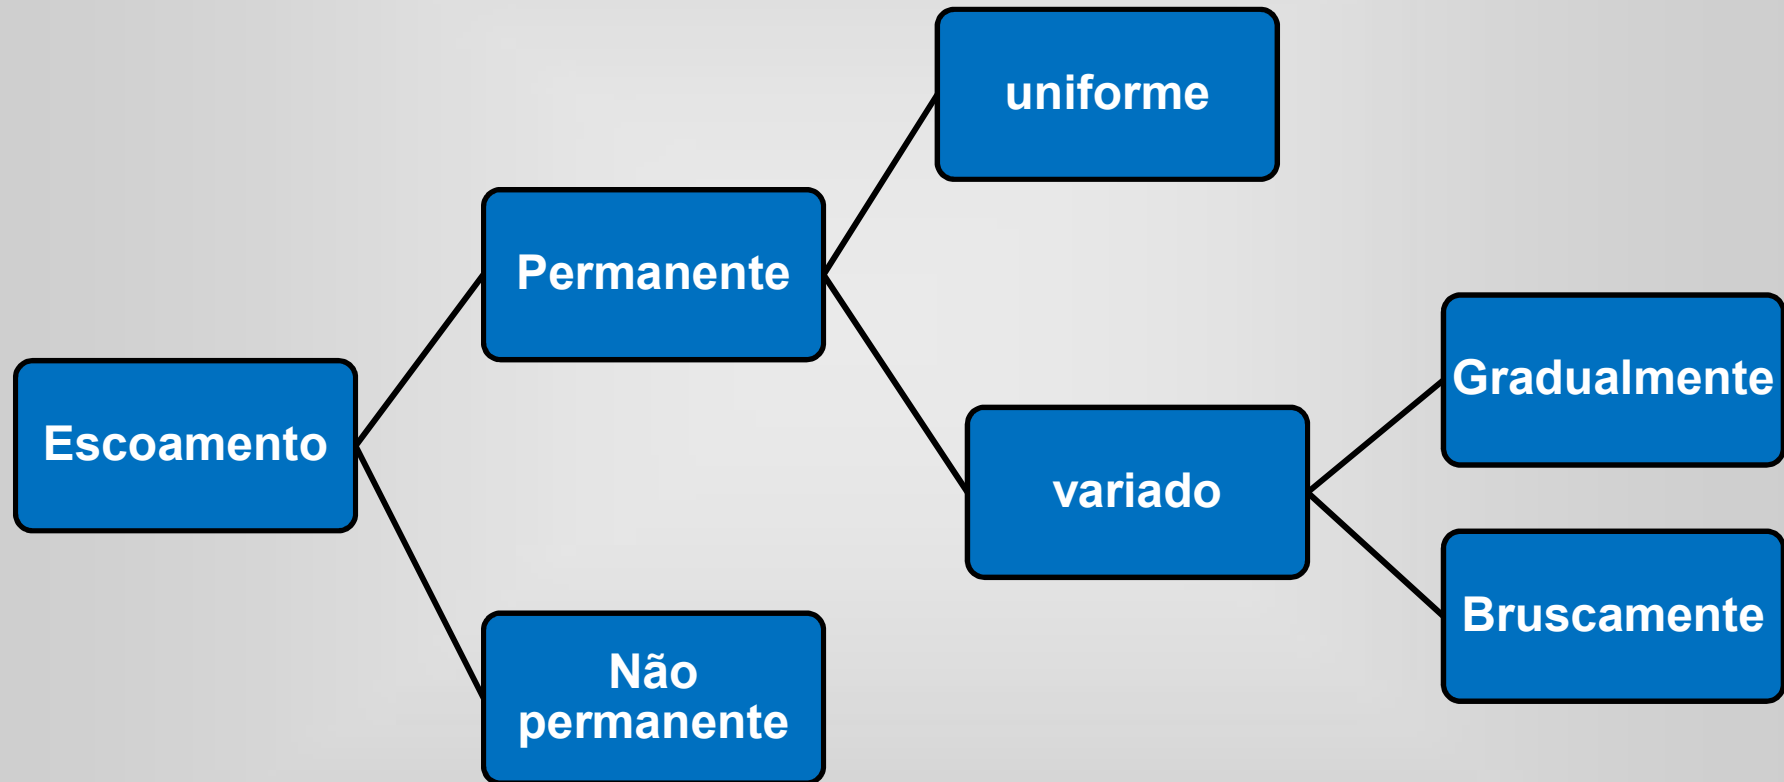 uniforme
Permanente
Gradualmente
Escoamento
variado
Bruscamente
Não
permanente